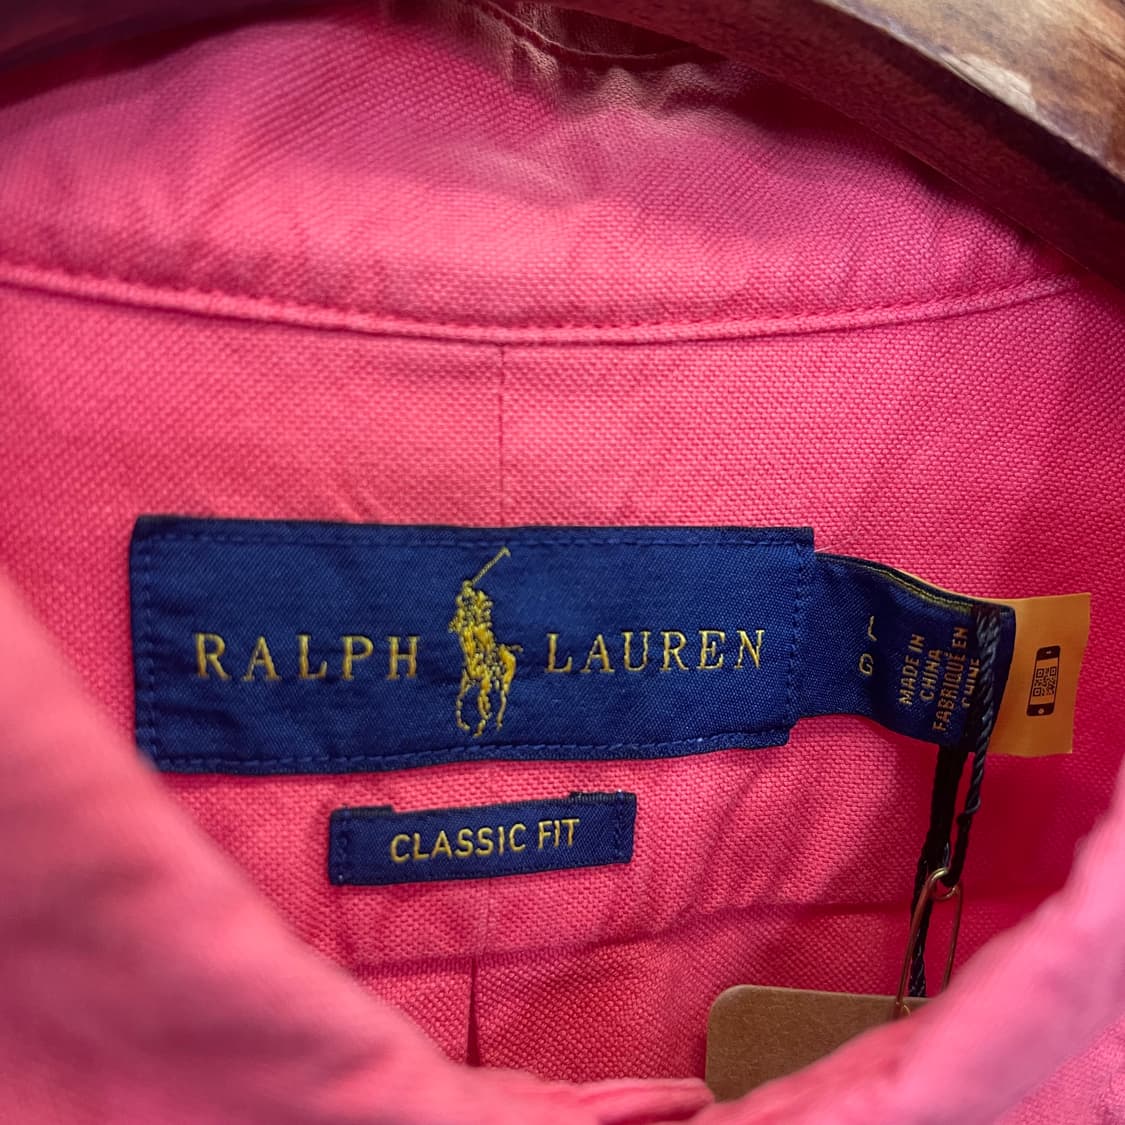 RALPH LAUREN
L
G
MADE IN
CHINA
FABRIQUÉ EN
CHINE
CLASSIC FIT